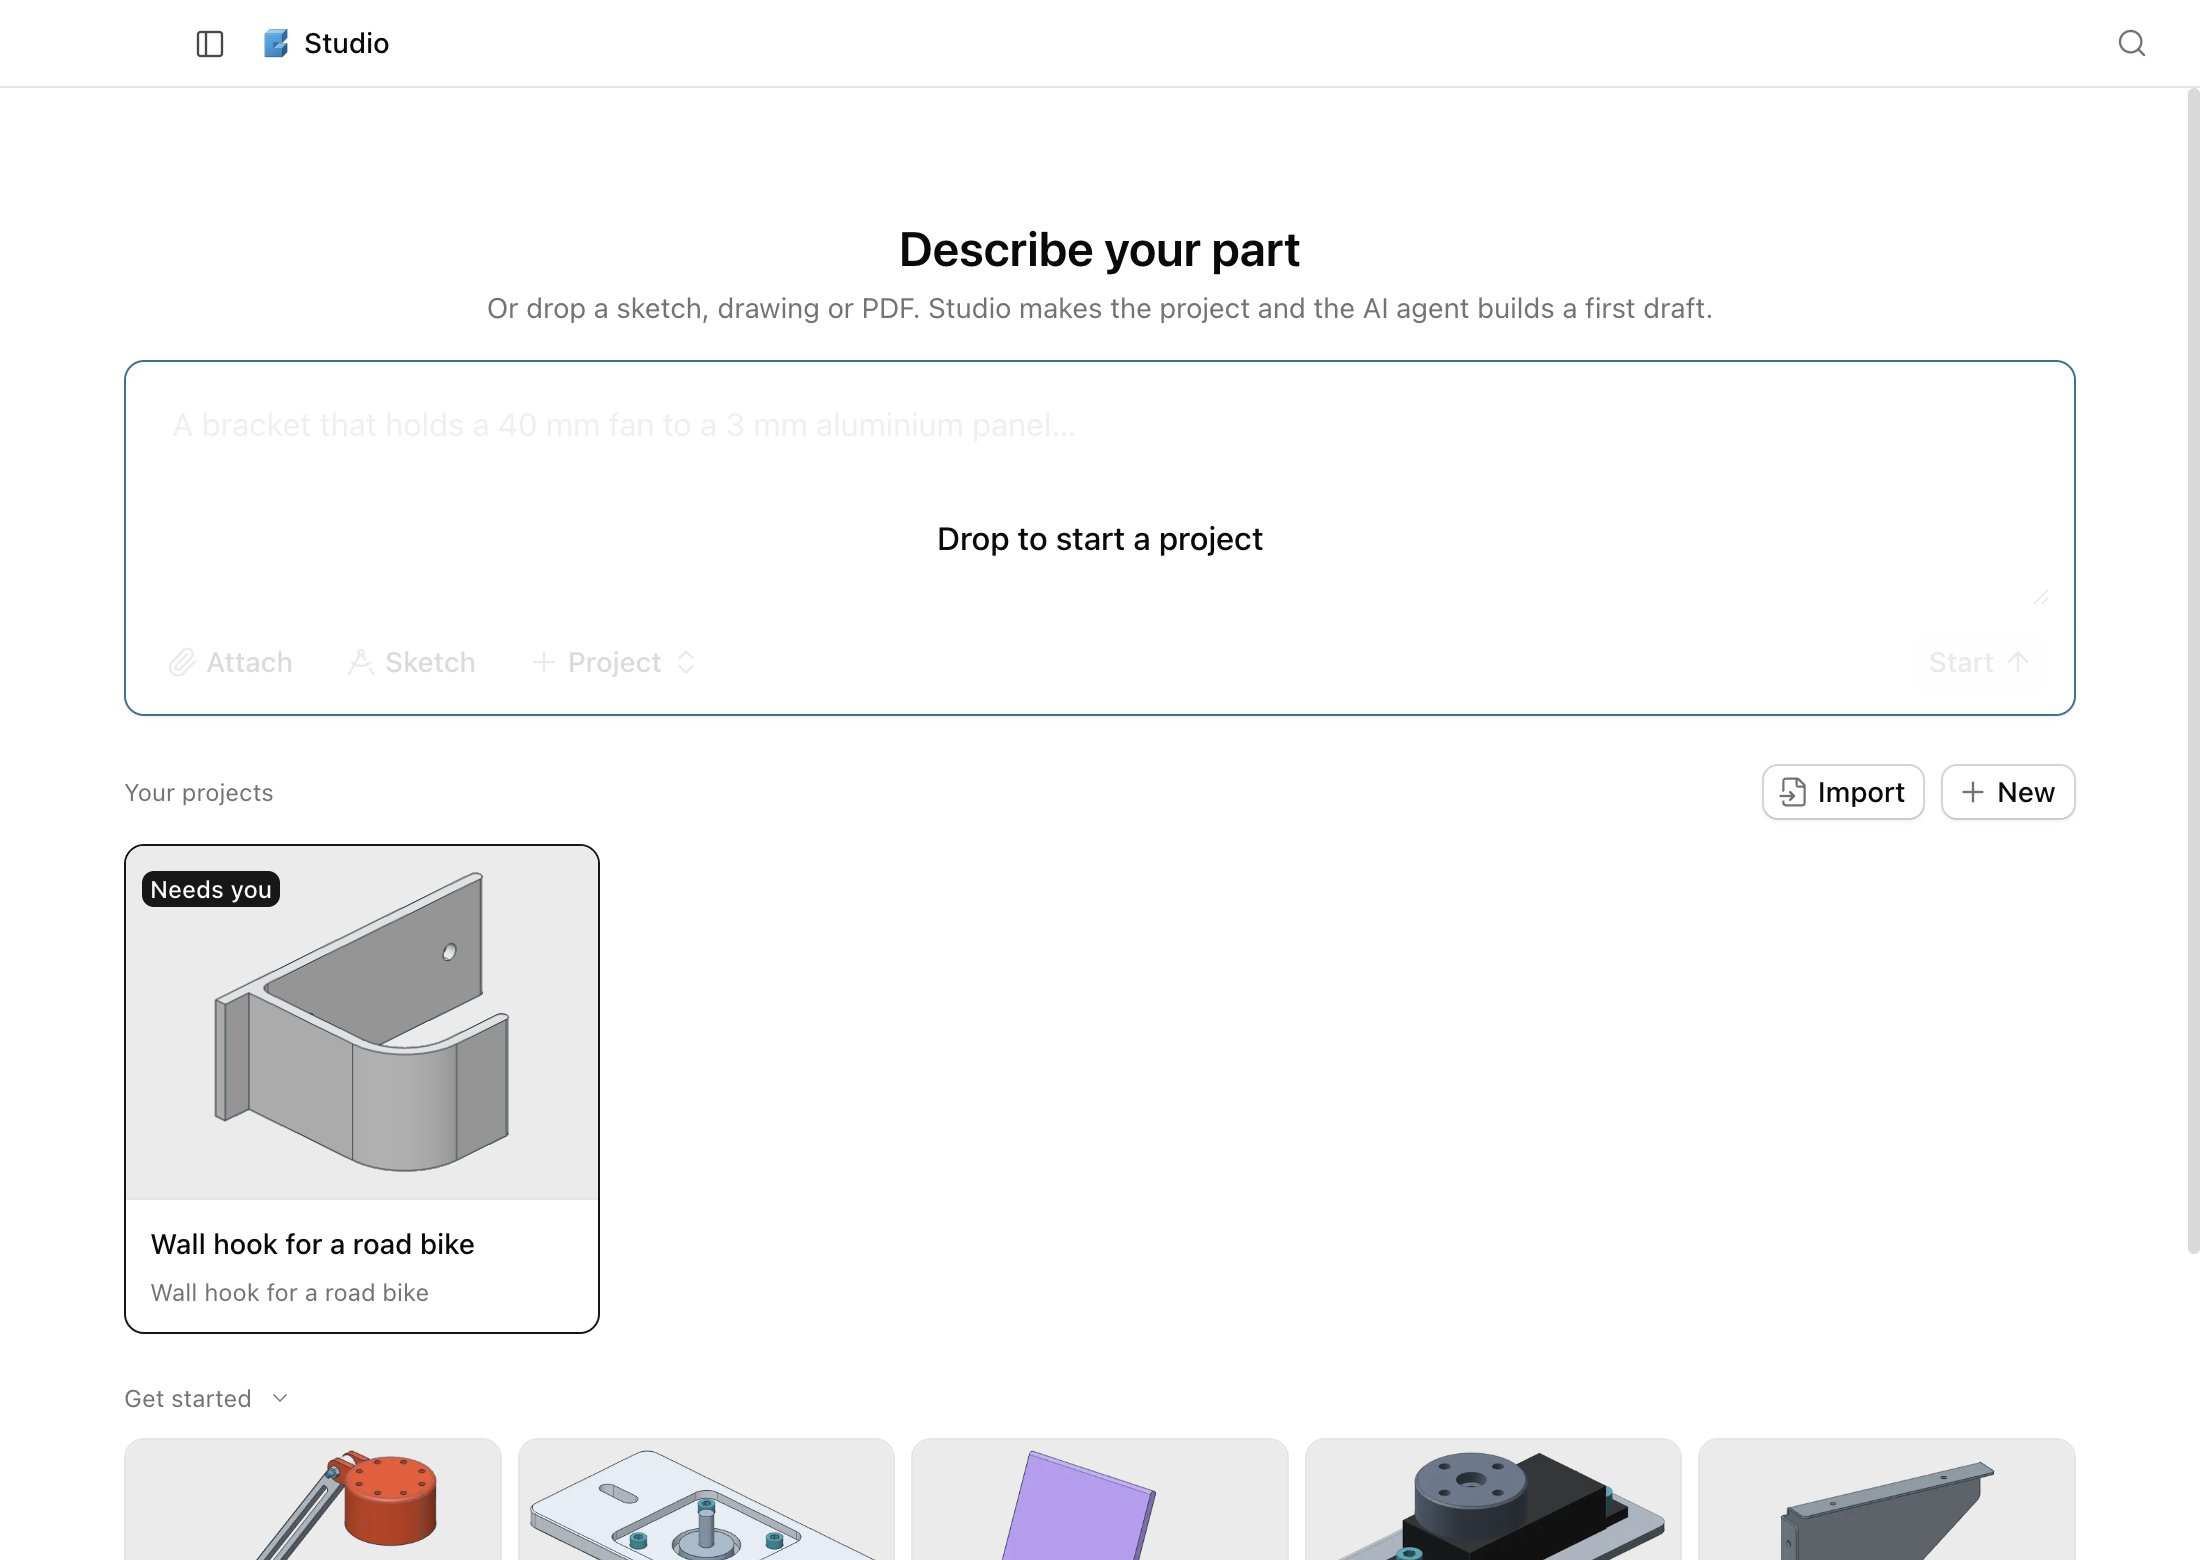 Studio
Describe your part
Or drop a sketch, drawing or PDF. Studio makes the project and the AI agent builds a first draft.
A bracket that holds a 40 mm fan to a 3 mm aluminium panel...
Drop to start a project
Attach
Sketch
Project
Start
Your projects
Import
New
Needs you
Wall hook for a road bike
Wall hook for a road bike
Get started